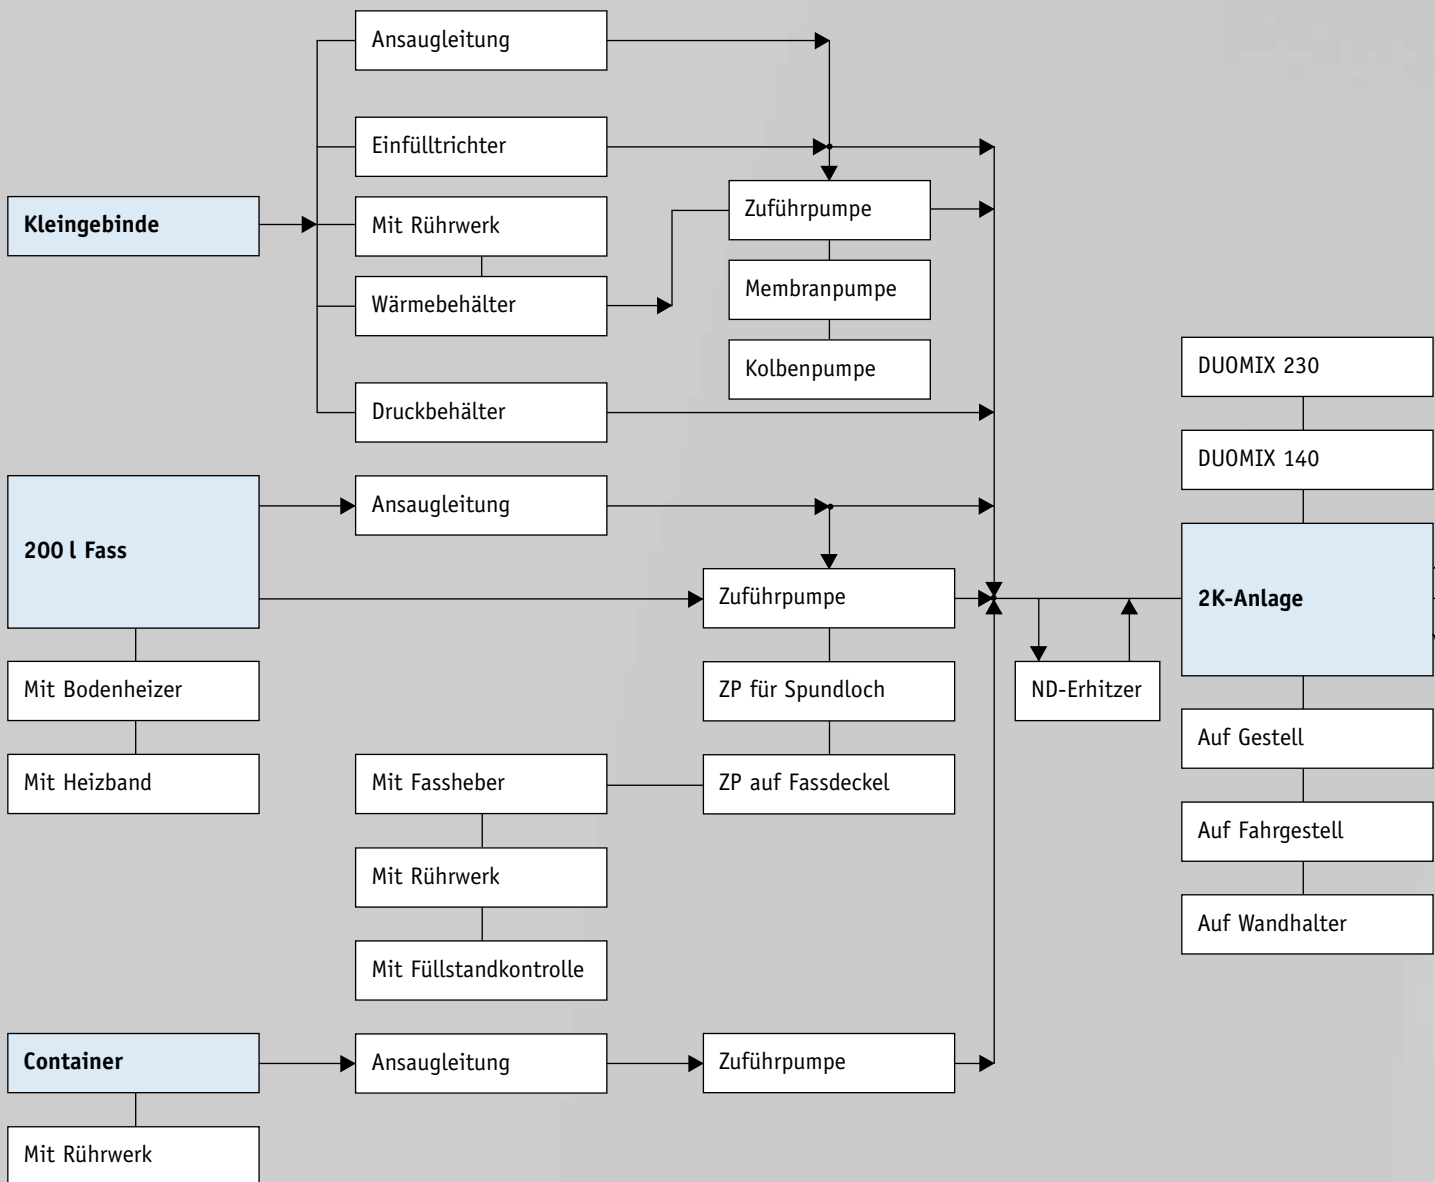 Ansaugleitung
Einfülltrichter
Kleingebinde
Mit Rührwerk
Zuführpumpe
Wärmebehälter
Membranpumpe
Kolbenpumpe
Druckbehälter
DUOMIX 230
DUOMIX 140
200 l Fass
Ansaugleitung
Zuführpumpe
2K-Anlage
Mit Bodenheizer
ZP für Spundloch
ND-Erhitzer
Mit Heizband
Mit Fassheber
ZP auf Fassdeckel
Auf Gestell
Mit Rührwerk
Auf Fahrgestell
Mit Füllstandkontrolle
Auf Wandhalter
Container
Ansaugleitung
Zuführpumpe
Mit Rührwerk